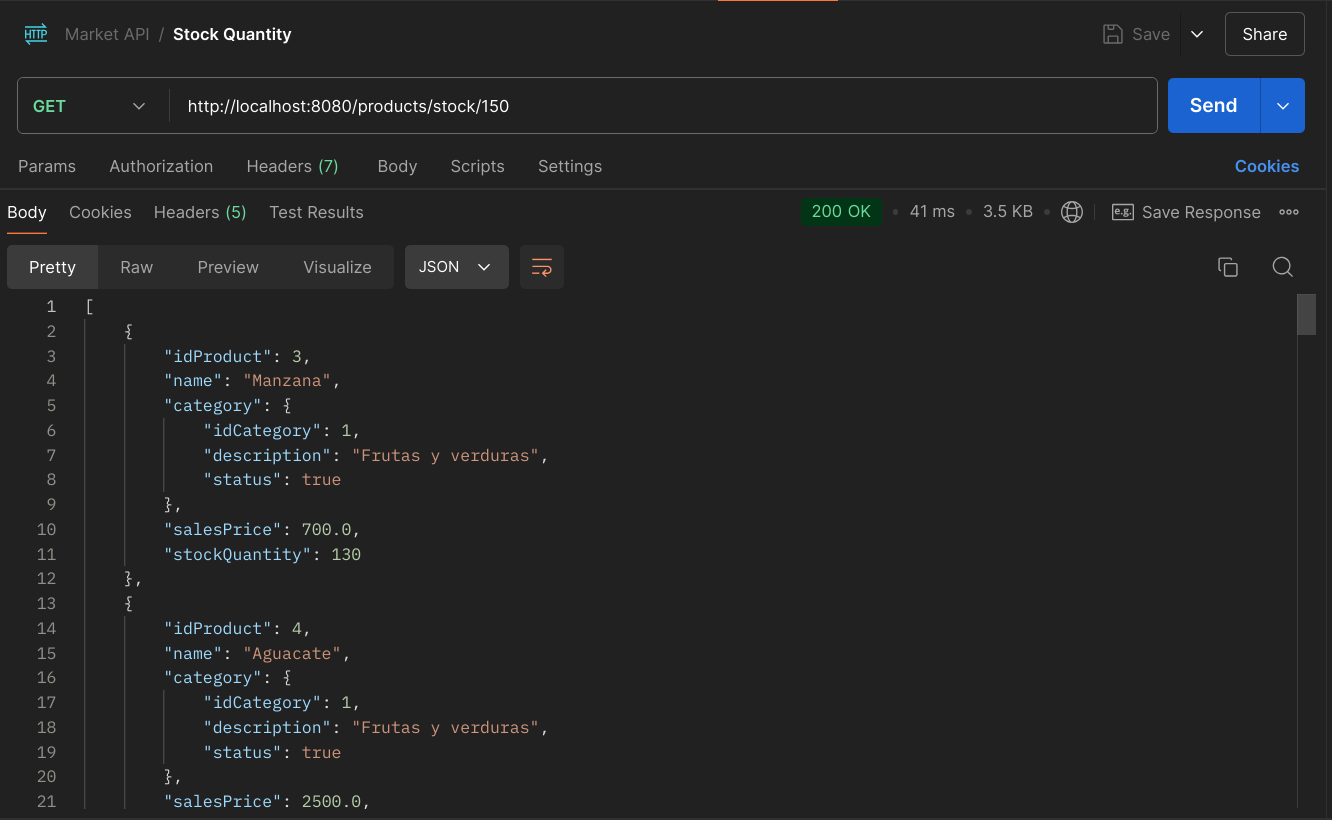 HTTP Market API / Stock Quantity Save Share
GET http://localhost:8080/products/stock/150 Send
Params Authorization Headers (7) Body Scripts Settings Cookies
Body Cookies Headers (5) Test Results 200 OK • 41 ms • 3.5 KB • e.g. Save Response
Pretty Raw Preview Visualize JSON
1 [
2 {
3 "idProduct": 3,
4 "name": "Manzana",
5 "category": {
6 "idCategory": 1,
7 "description": "Frutas y verduras",
8 "status": true
9 },
10 "salesPrice": 700.0,
11 "stockQuantity": 130
12 },
13 {
14 "idProduct": 4,
15 "name": "Aguacate",
16 "category": {
17 "idCategory": 1,
18 "description": "Frutas y verduras",
19 "status": true
20 },
21 "salesPrice": 2500.0,